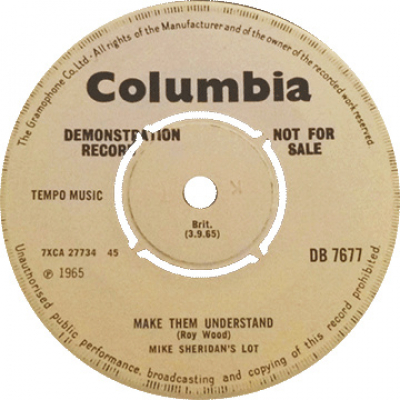 The Gramophone Co. Ltd.- All rights of the Manufacturer and of the owner of the recorded work reserved.
Columbia
DEMONSTRATION NOT FOR
RECORD SALE
TEMPO MUSIC
Brit.
(3.9.65)
7XCA 27734 45 DB 7677
℗ 1965
MAKE THEM UNDERSTAND
(Roy Wood)
MIKE SHERIDAN'S LOT
Unauthorised public performance, broadcasting and copying of this record prohibited.